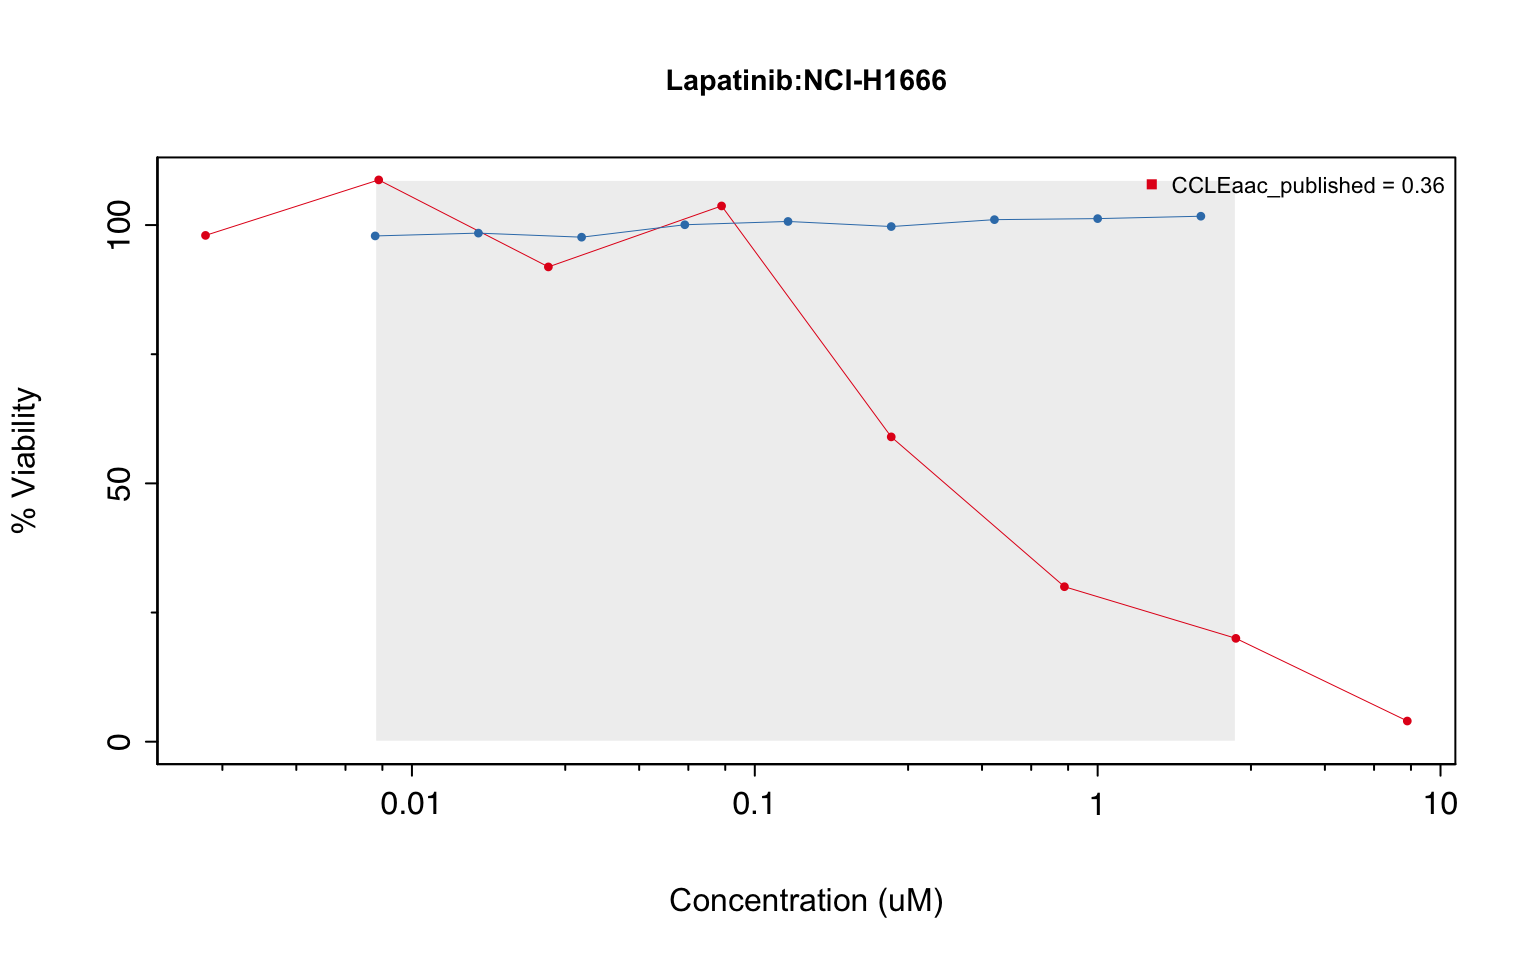 Lapatinib:NCI-H1666
CCLEaac_published = 0.36
% Viability
100
50
0
0.01 0.1 1 10
Concentration (uM)